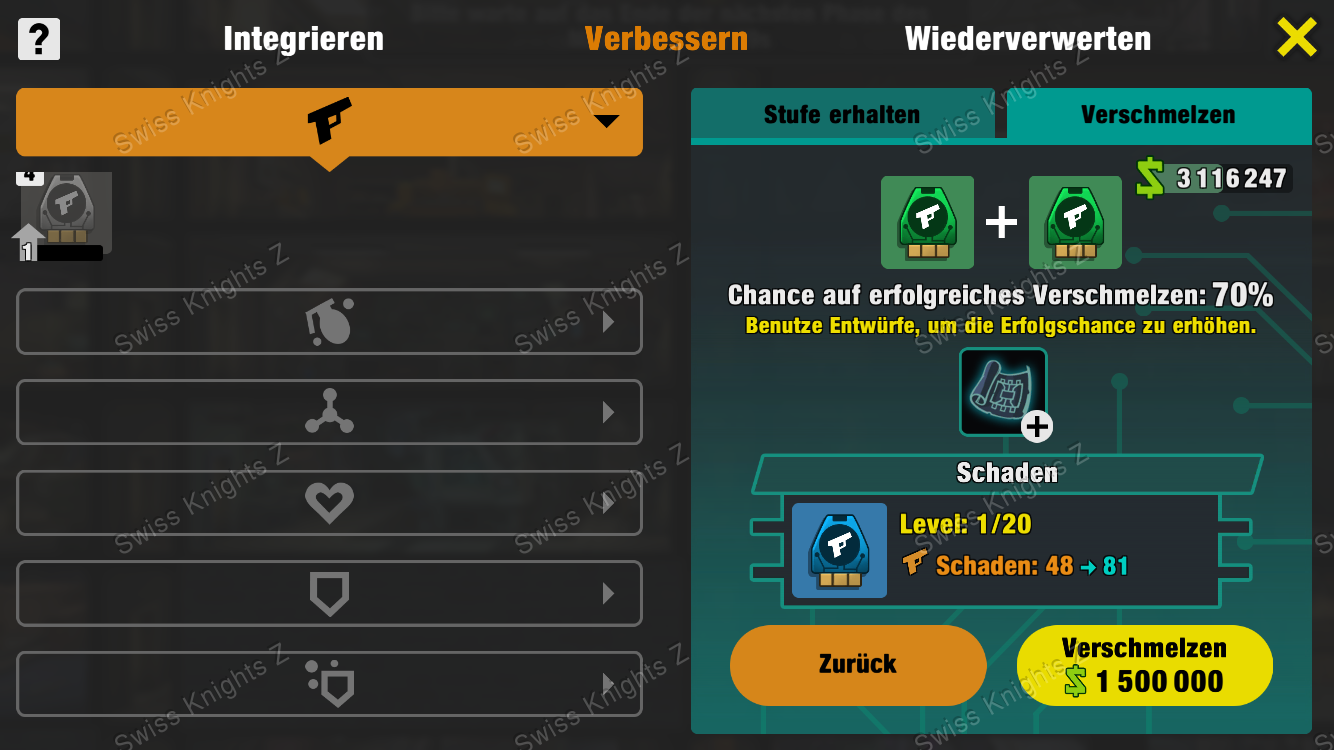 ?
Integrieren
Verbessern
Wiederverwerten
4
1
Stufe erhalten
Verschmelzen
3 116 247
+
Chance auf erfolgreiches Verschmelzen: 70%
Benutze Entwürfe, um die Erfolgschance zu erhöhen.
Schaden
Level: 1/20
Schaden: 48 → 81
Zurück
Verschmelzen
$ 1 500 000
Swiss Knights Z